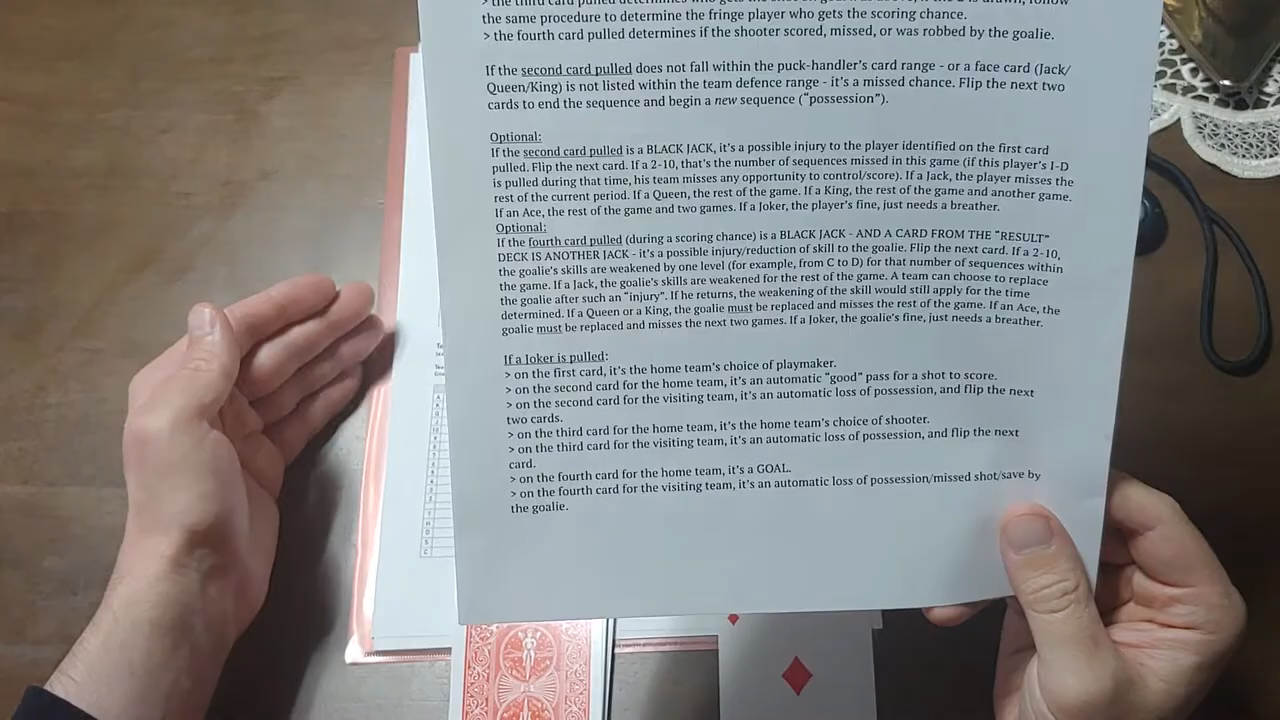 > the third card pulled determines who gets the shot on goal.
the same procedure to determine the fringe player who gets the scoring chance.
> the fourth card pulled determines if the shooter scored, missed, or was robbed by the goalie.
If the second card pulled does not fall within the puck-handler's card range - or a face card (Jack/
Queen/King) is not listed within the team defence range - it's a missed chance. Flip the next two
cards to end the sequence and begin a new sequence ("possession").
Optional:
If the second card pulled is a BLACK JACK, it's a possible injury to the player identified on the first card
pulled. Flip the next card. If a 2-10, that's the number of sequences missed in this game (if this player's I-D
is pulled during that time, his team misses any opportunity to control/score). If a Jack, the player misses the
rest of the current period. If a Queen, the rest of the game. If a King, the rest of the game and another game.
If an Ace, the rest of the game and two games. If a Joker, the player's fine, just needs a breather.
Optional:
If the fourth card pulled (during a scoring chance) is a BLACK JACK - AND A CARD FROM THE "RESULT"
DECK IS ANOTHER JACK - it's a possible injury/reduction of skill to the goalie. Flip the next card. If a 2-10,
the goalie's skills are weakened by one level (for example, from C to D) for that number of sequences within
the game. If a Jack, the goalie's skills are weakened for the rest of the game. A team can choose to replace
the goalie after such an "injury". If he returns, the weakening of the skill would still apply for the time
determined. If a Queen or a King, the goalie must be replaced and misses the rest of the game. If an Ace, the
goalie must be replaced and misses the next two games. If a Joker, the goalie's fine, just needs a breather.
If a Joker is pulled:
> on the first card, it's the home team's choice of playmaker.
> on the second card for the home team, it's an automatic "good" pass for a shot to score.
> on the second card for the visiting team, it's an automatic loss of possession, and flip the next
two cards.
> on the third card for the home team, it's the home team's choice of shooter.
> on the third card for the visiting team, it's an automatic loss of possession, and flip the next
card.
> on the fourth card for the home team, it's a GOAL.
> on the fourth card for the visiting team, it's an automatic loss of possession/missed shot/save by
the goalie.